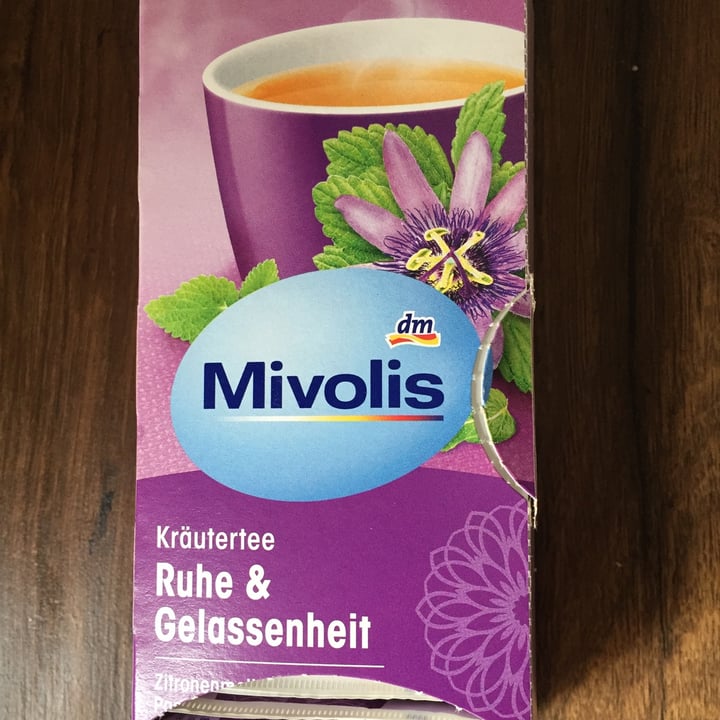 dm
Mivolis
Kräutertee
Ruhe &
Gelassenheit